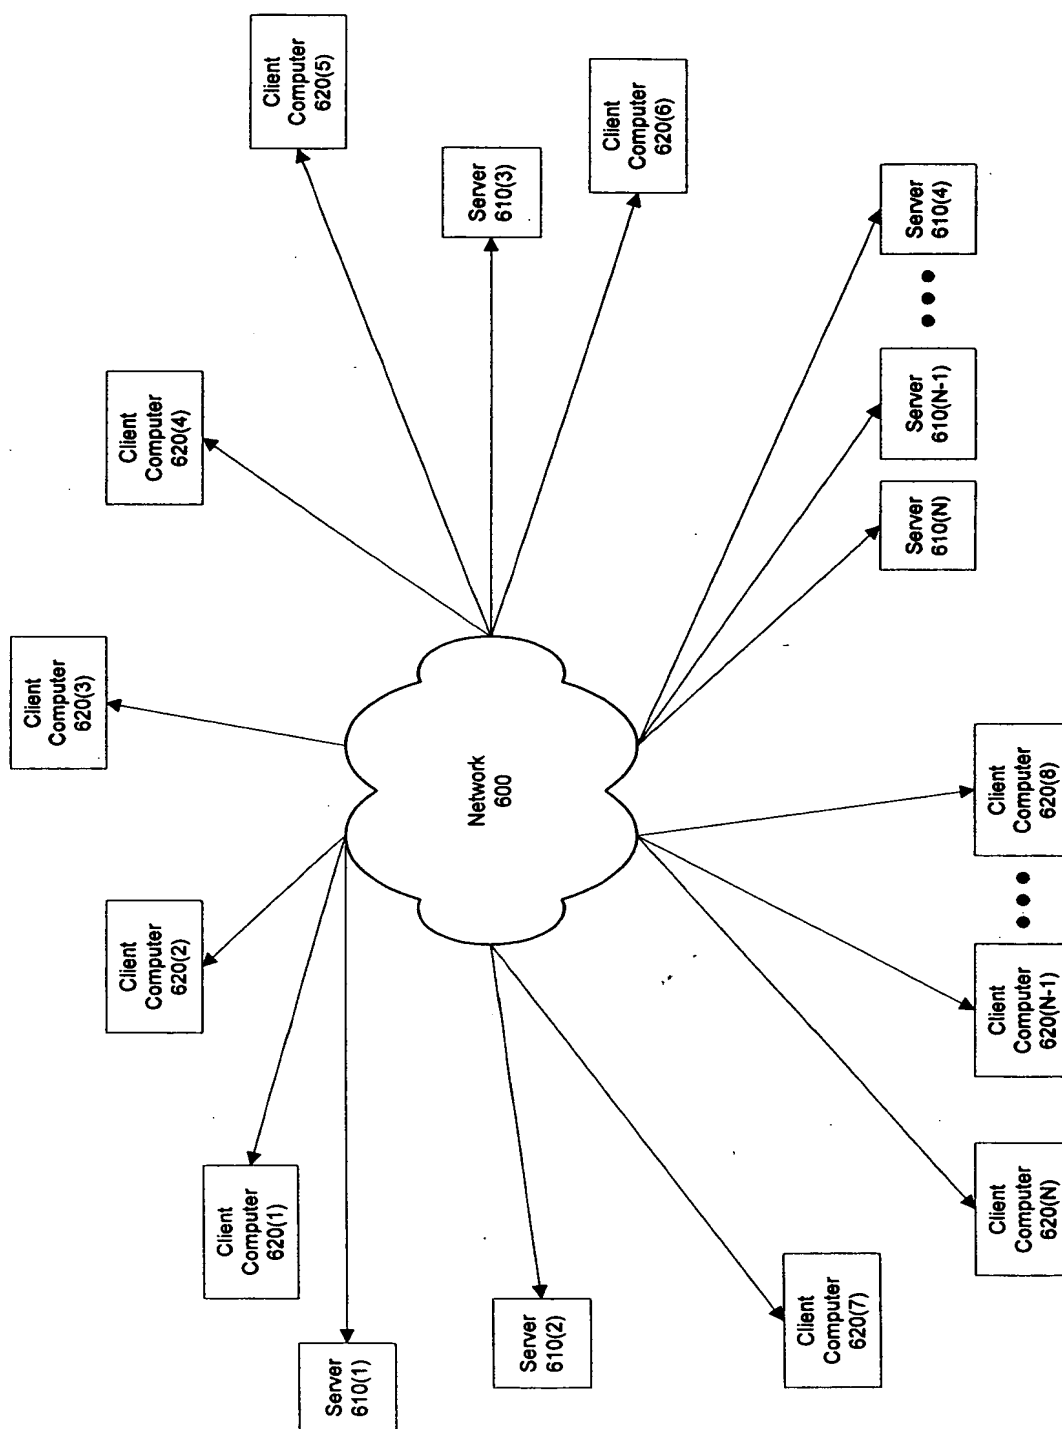 Client
Computer
620(3)
Client
Computer
620(2)
Client
Computer
620(4)
Client
Computer
620(1)
Client
Computer
620(5)
Server
610(1)
Server
610(2)
Network
600
Server
610(3)
Client
Computer
620(6)
Client
Computer
620(7)
Server
610(N)
Server
610(N-1)
Server
610(4)
Client
Computer
620(N)
Client
Computer
620(N-1)
Client
Computer
620(8)